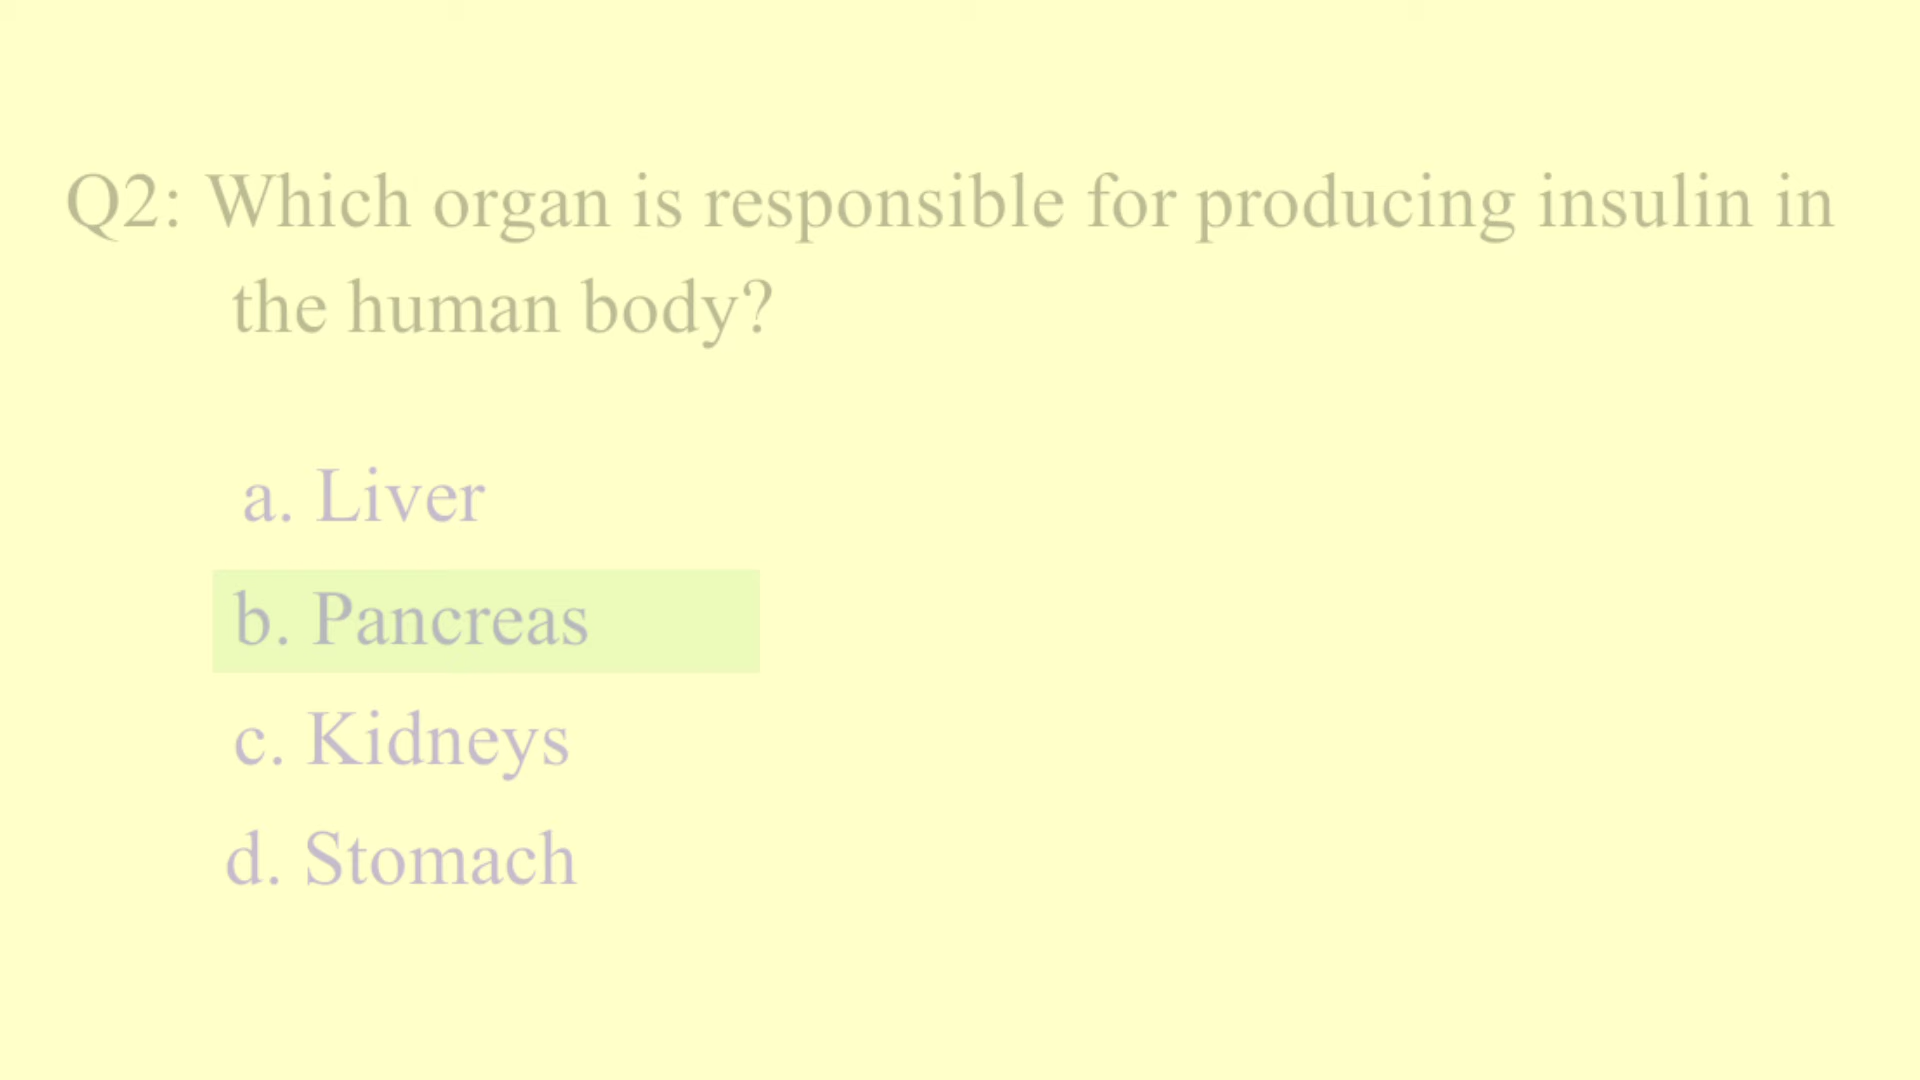 Q2: Which organ is responsible for producing insulin in
the human body?
a. Liver
b. Pancreas
c. Kidneys
d. Stomach